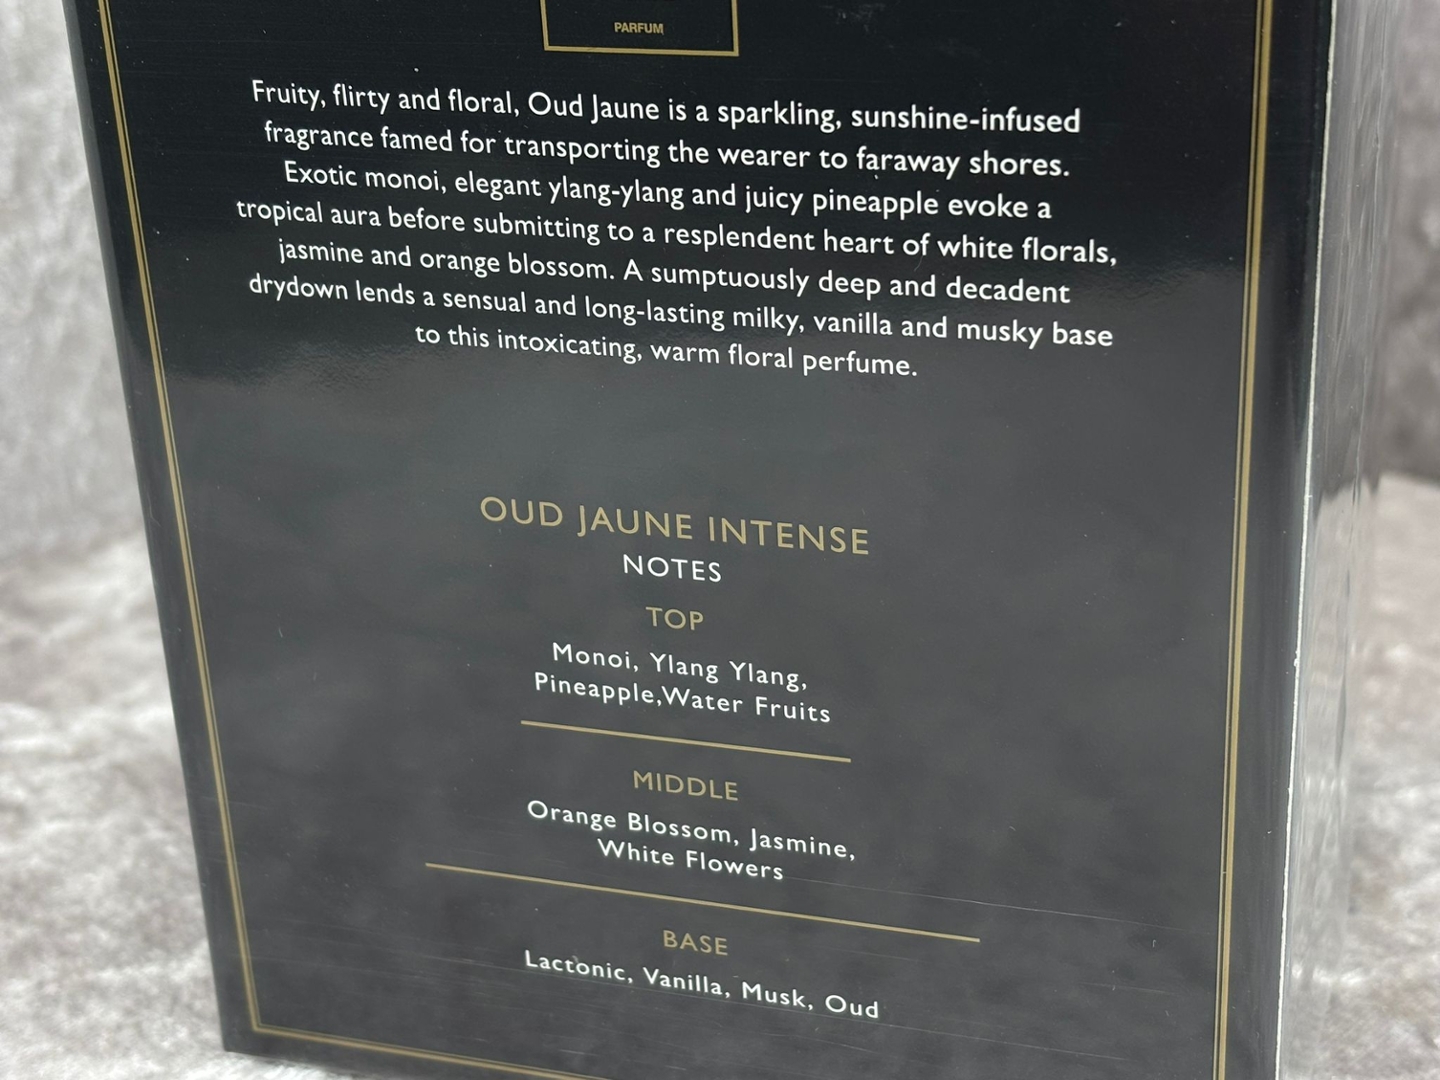 PARFUM
Fruity, flirty and floral, Oud Jaune is a sparkling, sunshine-infused
fragrance famed for transporting the wearer to faraway shores.
Exotic monoi, elegant ylang-ylang and juicy pineapple evoke a
tropical aura before submitting to a resplendent heart of white florals,
jasmine and orange blossom. A sumptuously deep and decadent
drydown lends a sensual and long-lasting milky, vanilla and musky base
to this intoxicating, warm floral perfume.
OUD JAUNE INTENSE
NOTES
TOP
Monoi, Ylang Ylang,
Pineapple,Water Fruits
MIDDLE
Orange Blossom, Jasmine,
White Flowers
BASE
Lactonic, Vanilla, Musk, Oud